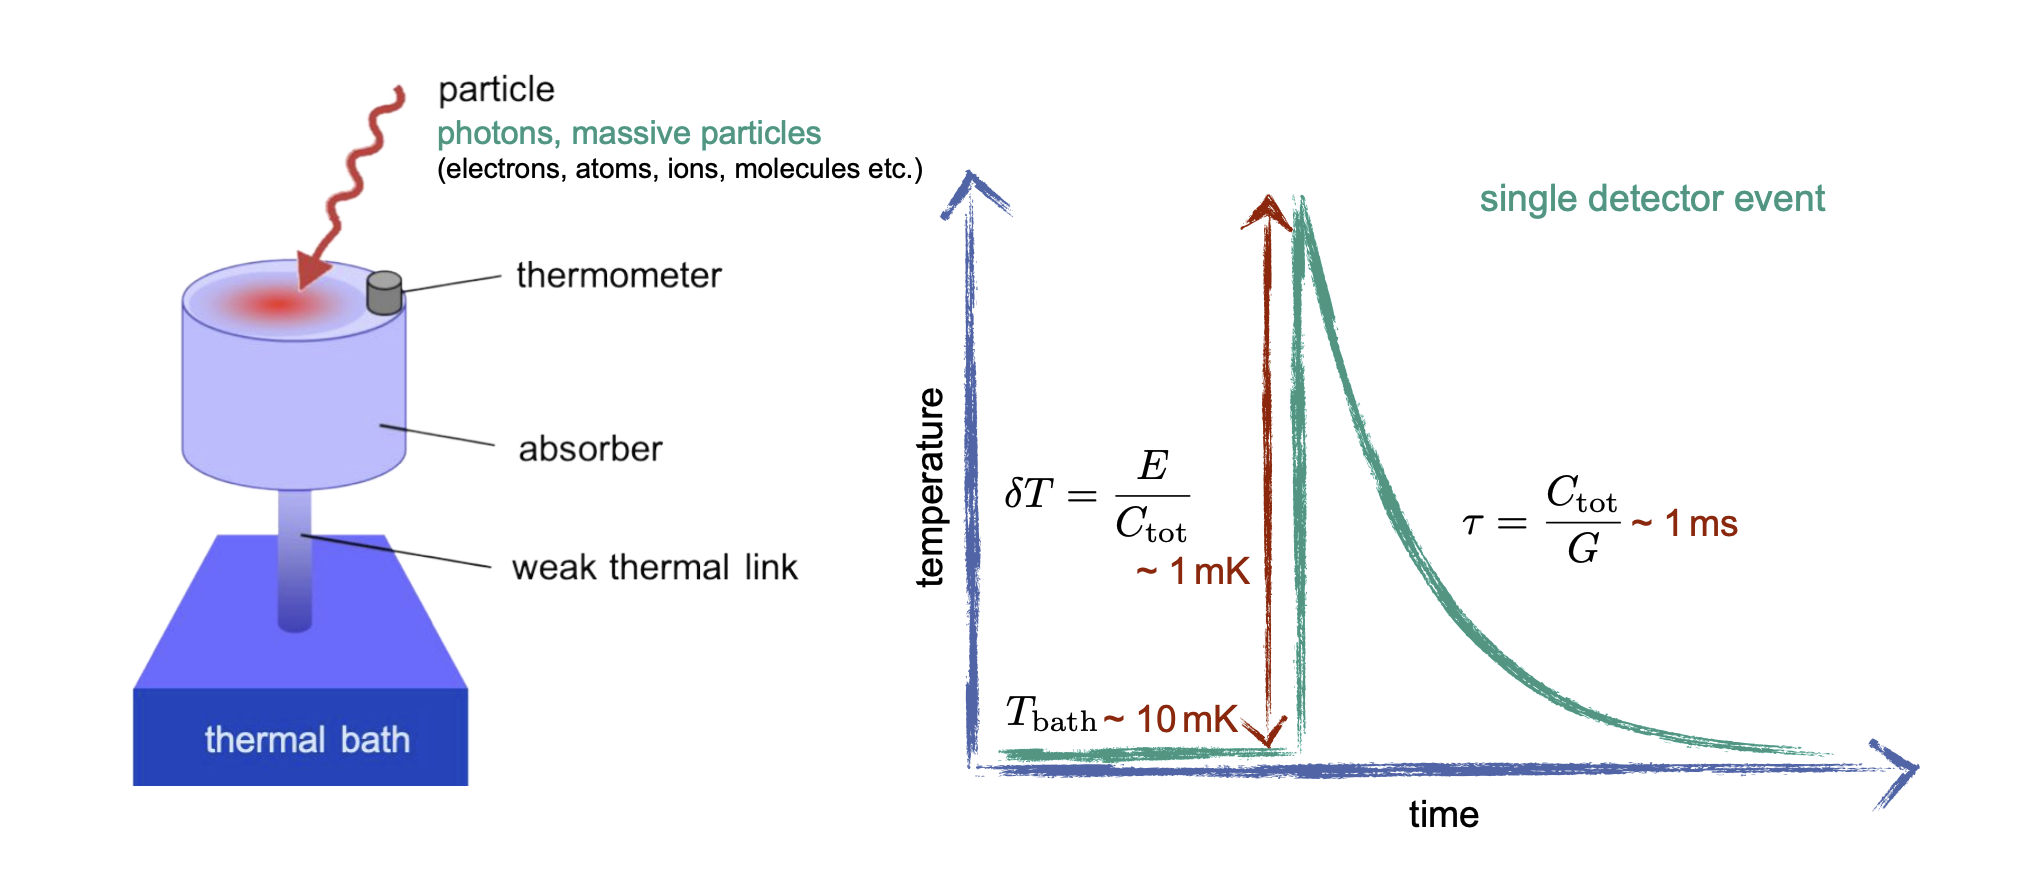 particle
photons, massive particles
(electrons, atoms, ions, molecules etc.)
thermometer
absorber
weak thermal link
thermal bath
single detector event
temperature
δT = E / C_tot
~ 1 mK
T_bath ~ 10 mK
τ = C_tot / G ~ 1 ms
time